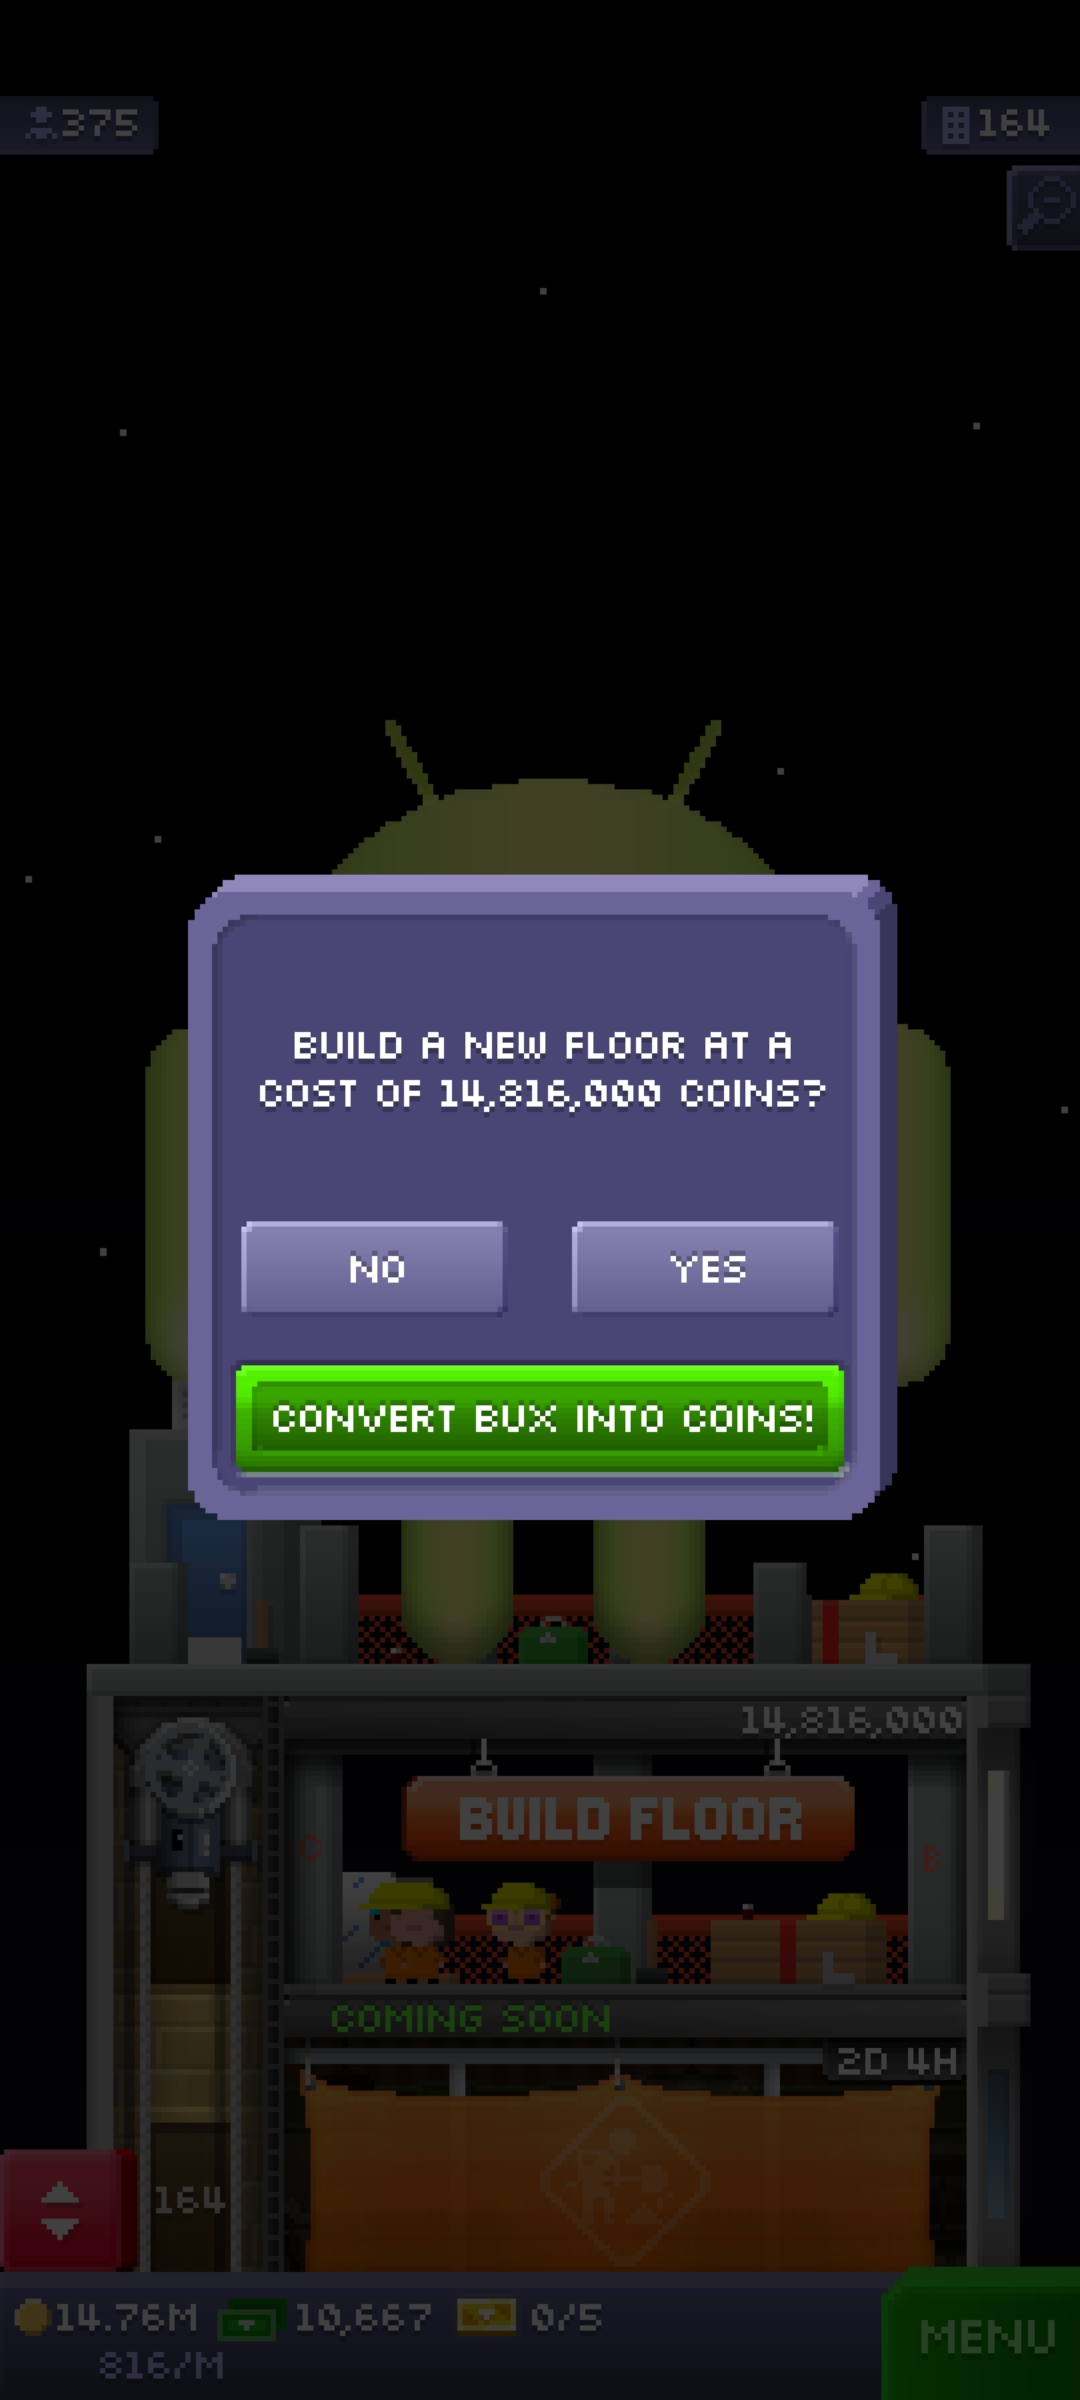 375
164
BUILD A NEW FLOOR AT A
COST OF 14,816,000 COINS?
NO
YES
CONVERT BUX INTO COINS!
14,816,000
BUILD FLOOR
C
B
COMING SOON
2D 4H
164
14.76M
10,667
0/5
MENU
816/M